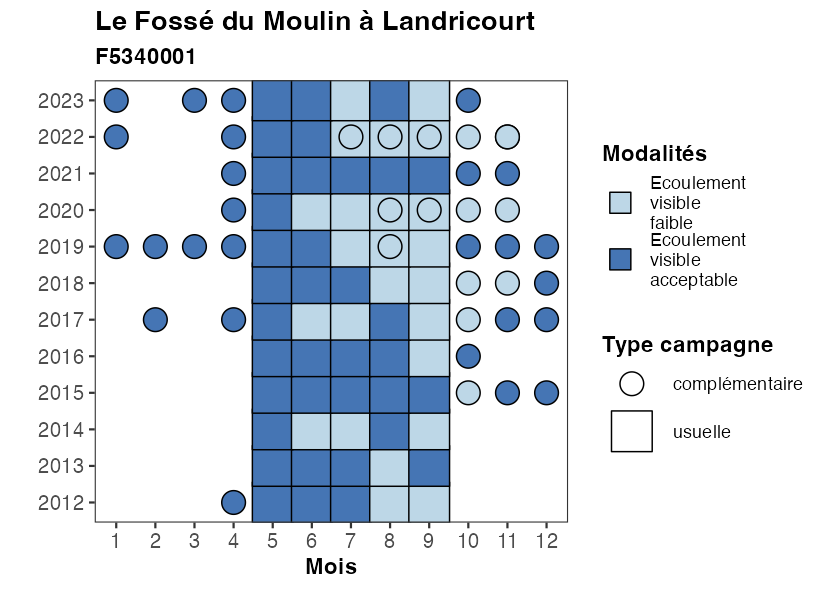 Le Fossé du Moulin à Landricourt
F5340001
2023
2022
2021
2020
2019
2018
2017
2016
2015
2014
2013
2012
1 2 3 4 5 6 7 8 9 10 11 12
Mois
Modalités
Ecoulement
visible
faible
Ecoulement
visible
acceptable
Type campagne
complémentaire
usuelle